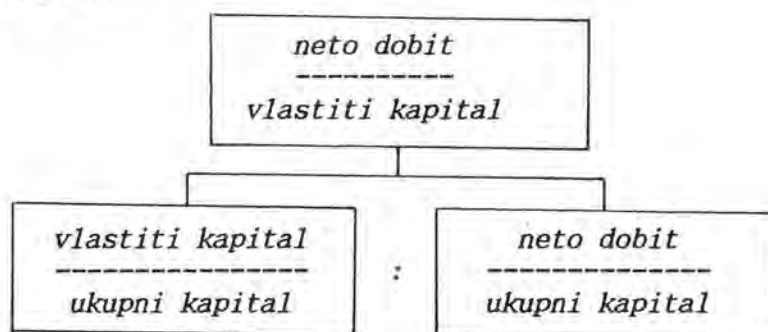 neto dobit
----------
vlastiti kapital
vlastiti kapital
---------------
ukupni kapital
:
neto dobit
-------------
ukupni kapital